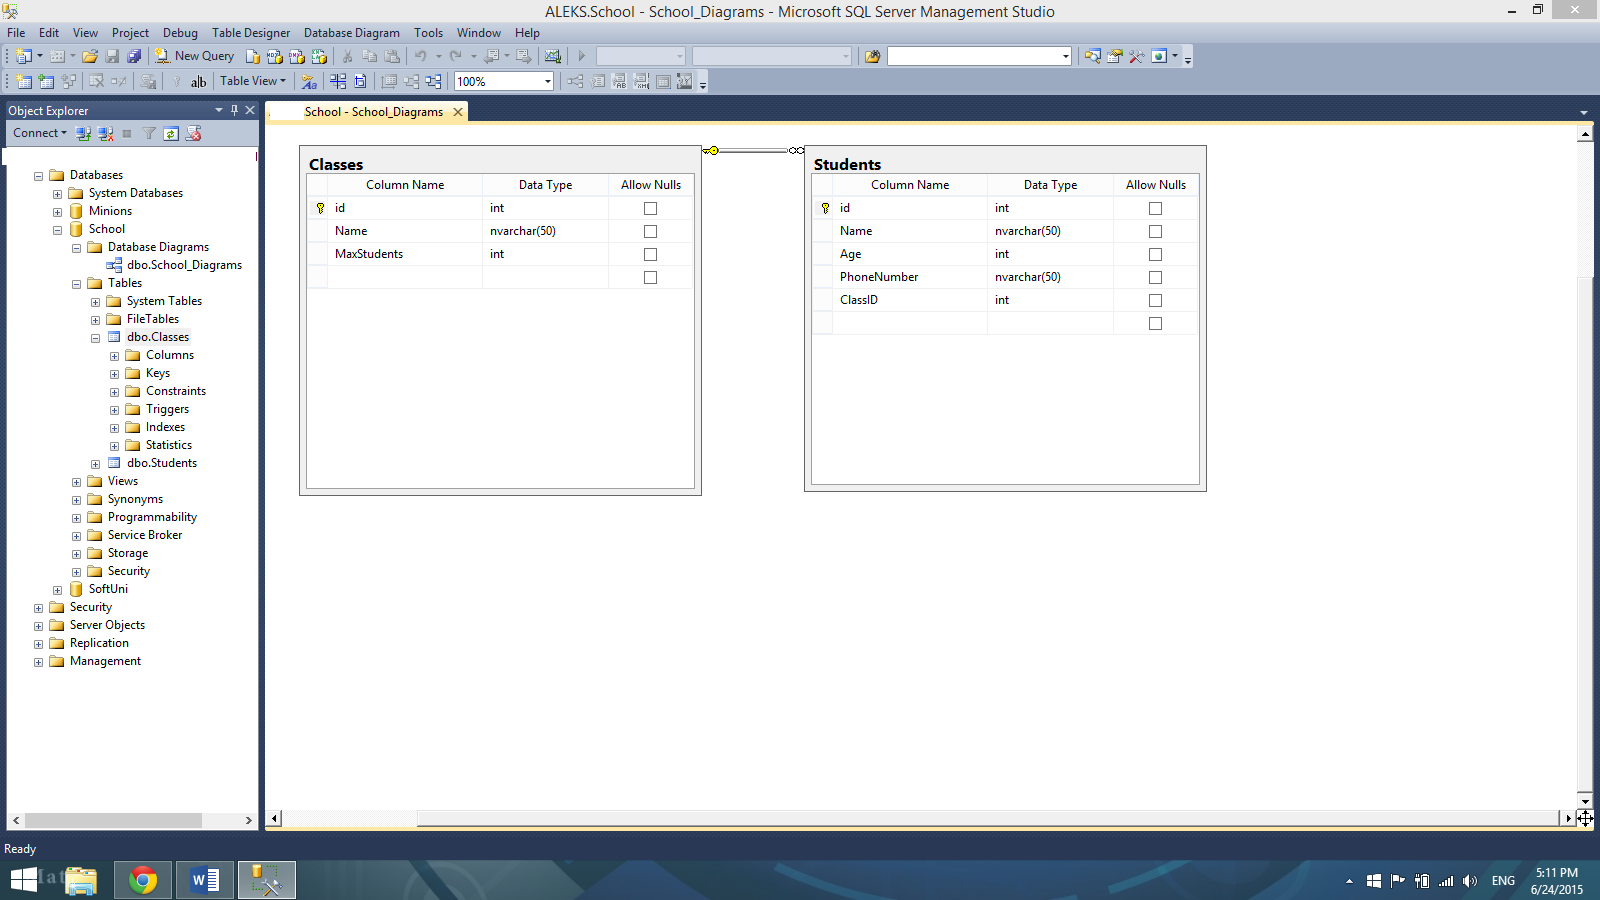 ALEKS.School - School_Diagrams - Microsoft SQL Server Management Studio
File Edit View Project Debug Table Designer Database Diagram Tools Window Help
New Query
a|b Table View 100%
Object Explorer
School - School_Diagrams
Connect
Databases
System Databases
Minions
School
Database Diagrams
dbo.School_Diagrams
Tables
System Tables
FileTables
dbo.Classes
Columns
Keys
Constraints
Triggers
Indexes
Statistics
dbo.Students
Views
Synonyms
Programmability
Service Broker
Storage
Security
SoftUni
Security
Server Objects
Replication
Management
Classes
Column Name Data Type Allow Nulls
id int
Name nvarchar(50)
MaxStudents int
Students
Column Name Data Type Allow Nulls
id int
Name nvarchar(50)
Age int
PhoneNumber nvarchar(50)
ClassID int
Ready
ENG
5:11 PM
6/24/2015